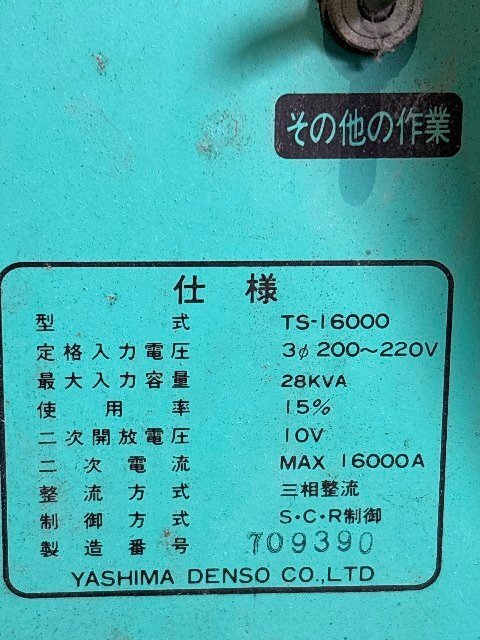 その他の作業
仕様
型式 TS-16000
定格入力電圧 3φ200〜220V
最大入力容量 28KVA
使用率 15%
二次開放電圧 10V
二次電流 MAX 16000A
整流方式 三相整流
制御方式 S・C・R制御
製造番号 709390
YASHIMA DENSO CO.,LTD